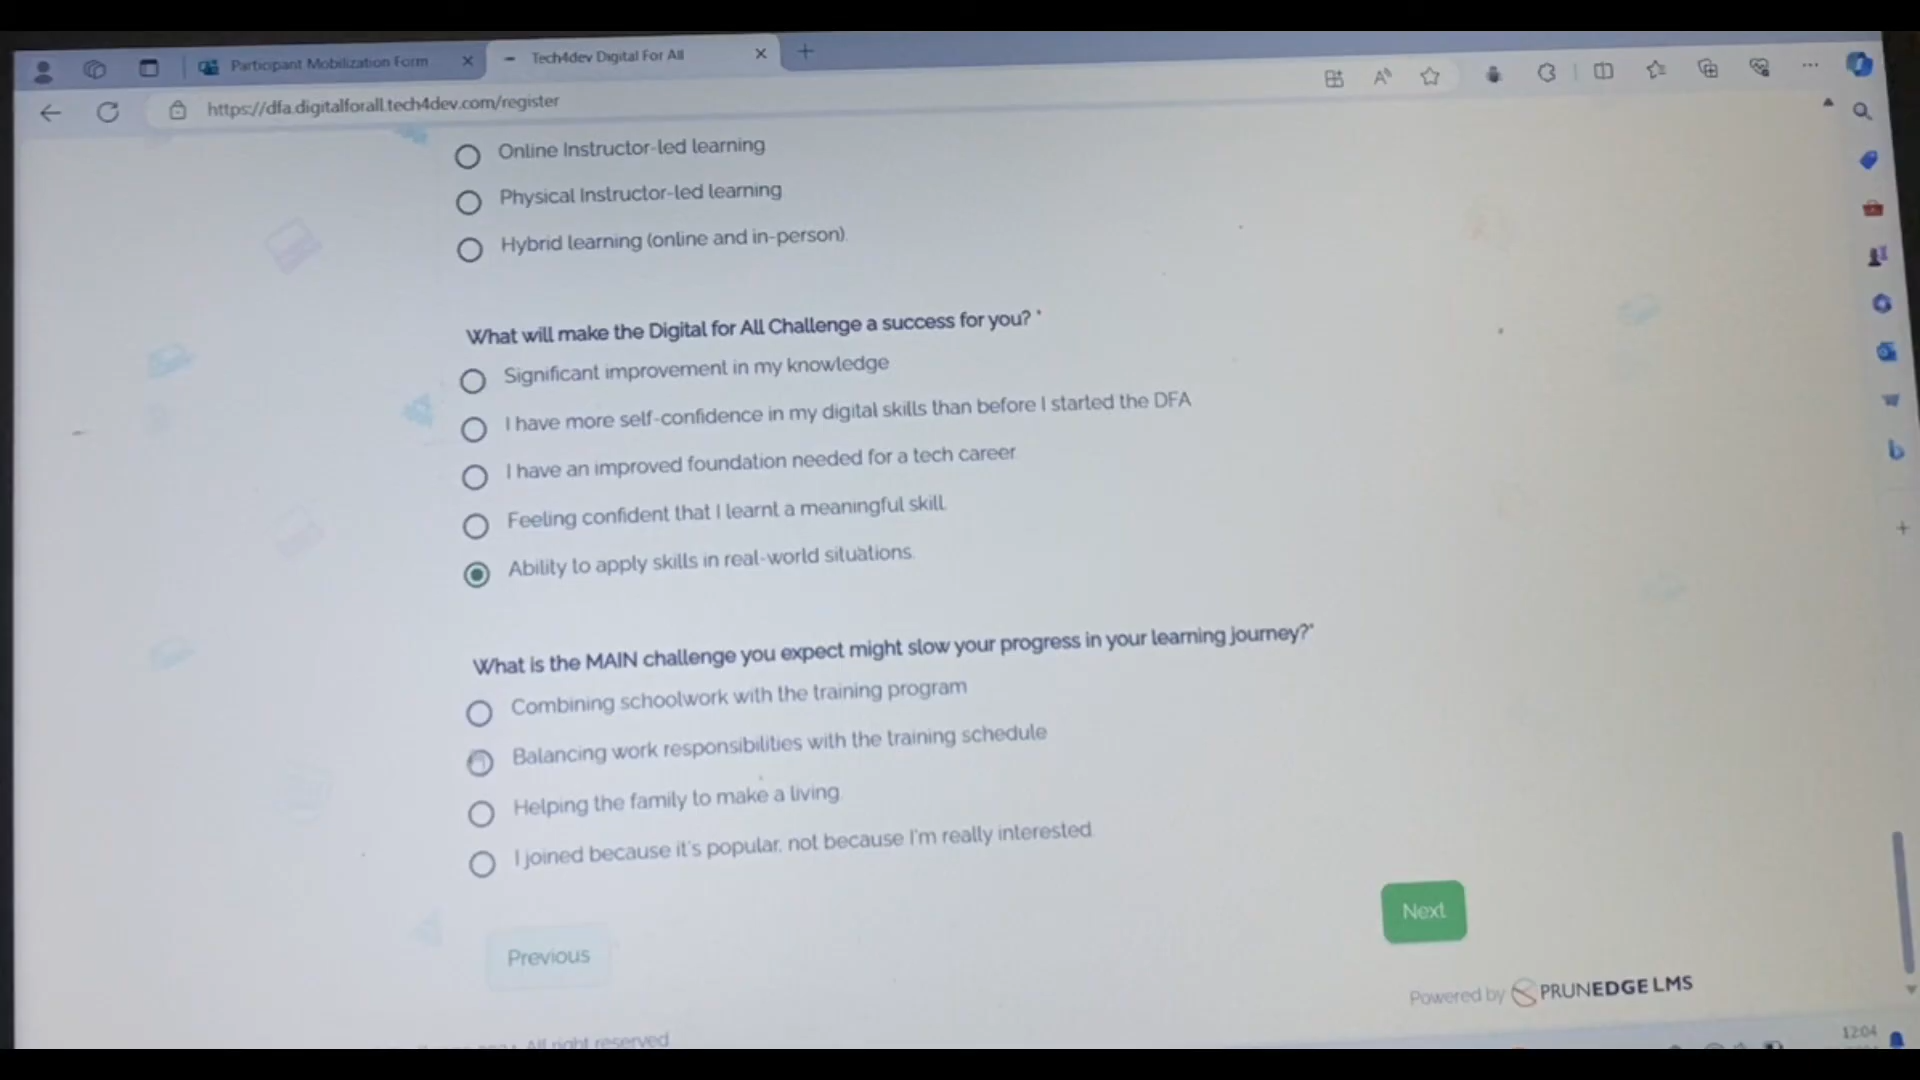 Participant Mobilization Form
Tech4dev Digital For All
https://dfa.digitalforall.tech4dev.com/register
Online Instructor-led learning
Physical Instructor-led learning
Hybrid learning (online and in-person).
What will make the Digital for All Challenge a success for you? *
Significant improvement in my knowledge
I have more self-confidence in my digital skills than before I started the DFA
I have an improved foundation needed for a tech career.
Feeling confident that I learnt a meaningful skill.
Ability to apply skills in real-world situations.
What is the MAIN challenge you expect might slow your progress in your learning journey?*
Combining schoolwork with the training program
Balancing work responsibilities with the training schedule
Helping the family to make a living.
I joined because it's popular, not because I'm really interested.
Next
Previous
Powered by PRUNEDGE LMS
All right reserved
12:04